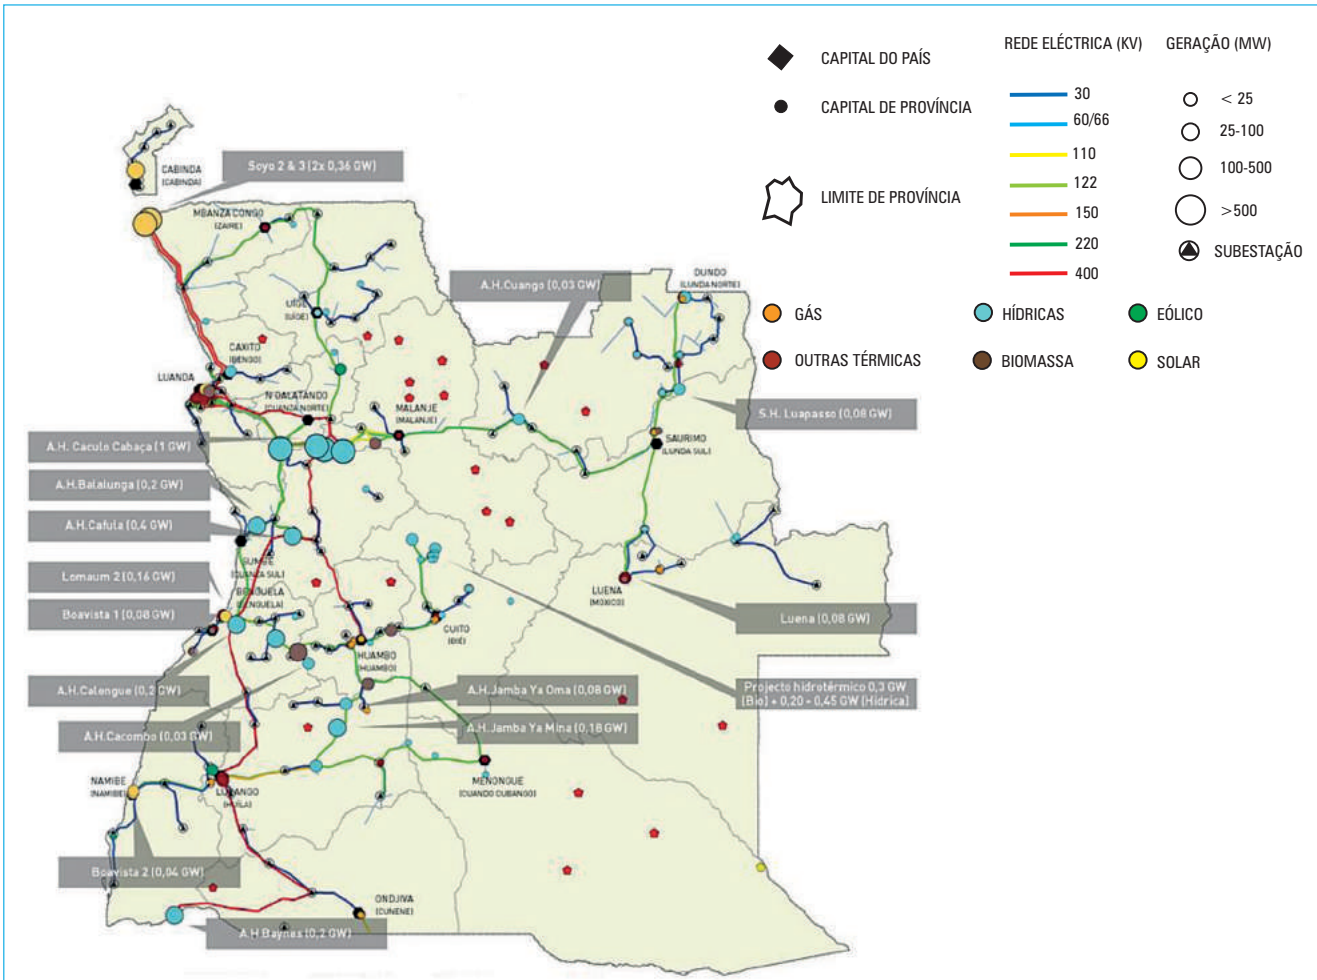 CAPITAL DO PAÍS
CAPITAL DE PROVÍNCIA
LIMITE DE PROVÍNCIA
REDE ELÉCTRICA (KV)
30
60/66
110
122
150
220
400
GERAÇÃO (MW)
< 25
25-100
100-500
>500
SUBESTAÇÃO
GÁS
HÍDRICAS
EÓLICO
OUTRAS TÉRMICAS
BIOMASSA
SOLAR
CABINDA
(CABINDA)
Soyo 2 & 3 (2x 0,36 GW)
MBANZA CONGO
(ZAIRE)
UIGE
(UÍGE)
A.H.Cuango (0,03 GW)
DUNDO
(LUNDA NORTE)
CAXITO
(BENGO)
LUANDA
N'DALATANDO
(CUANZA NORTE)
MALANJE
(MALANJE)
S.H. Luapasso (0,08 GW)
SAURIMO
(LUNDA SUL)
A.H. Caculo Cabaça (1 GW)
A.H.Balalunga (0,2 GW)
A.H.Cafula (0,4 GW)
SUMBE
(CUANZA SUL)
Lomaum 2 (0,16 GW)
BENGUELA
(BENGUELA)
Boavista 1 (0,08 GW)
LUENA
(MOXICO)
Luena (0,08 GW)
CUITO
(BIÉ)
HUAMBO
(HUAMBO)
A.H.Calengue (0,2 GW)
A.H.Jamba Ya Oma (0,08 GW)
Projecto hidrotérmico 0,3 GW
(Bio) + 0,20 - 0,45 GW (Hídrica)
A.H.Cacombo (0,03 GW)
A.H.Jamba Ya Mina (0,18 GW)
NAMIBE
(NAMIBE)
LUBANGO
(HUÍLA)
MENONGUE
(CUANDO CUBANGO)
Boavista 2 (0,04 GW)
ONDJIVA
(CUNENE)
A.H.Baynes (0,2 GW)